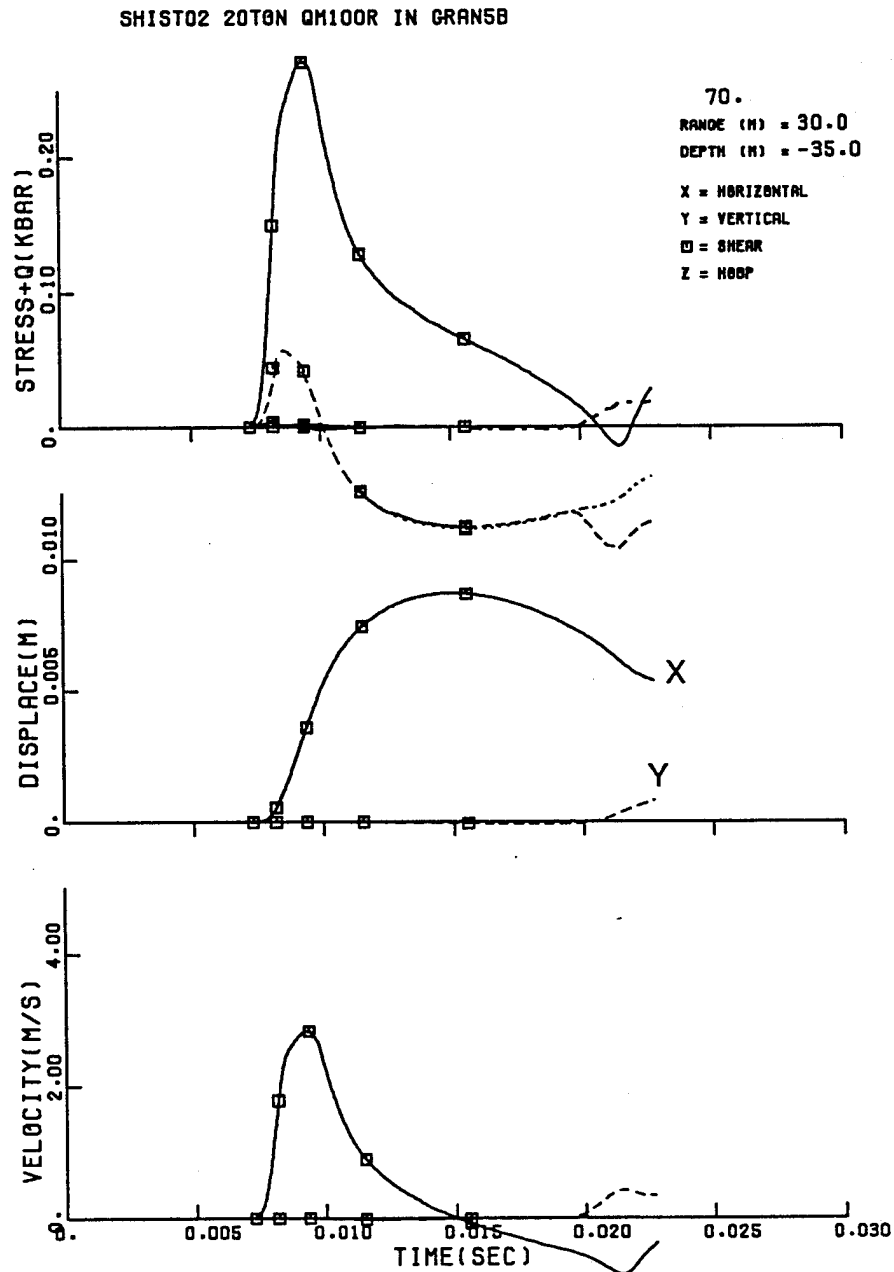 SHIST02 20TON QM100R IN GRAN5B
70.
RANGE (M) = 30.0
DEPTH (M) = -35.0
X = HORIZONTAL
Y = VERTICAL
□ = SHEAR
Z = HOOP
STRESS+Q(KBAR)
0.20
0.10
0.
DISPLACE(M)
0.010
0.005
0.
X
Y
VELOCITY(M/S)
4.00
2.00
0.
0.
0.005
0.010
0.015
0.020
0.025
0.030
TIME(SEC)